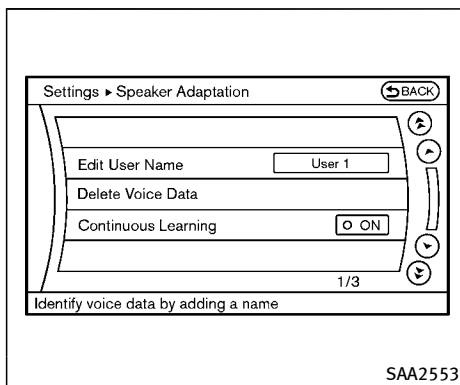 Settings ▸ Speaker Adaptation BACK
Edit User Name User 1
Delete Voice Data
Continuous Learning ON
1/3
Identify voice data by adding a name
SAA2553